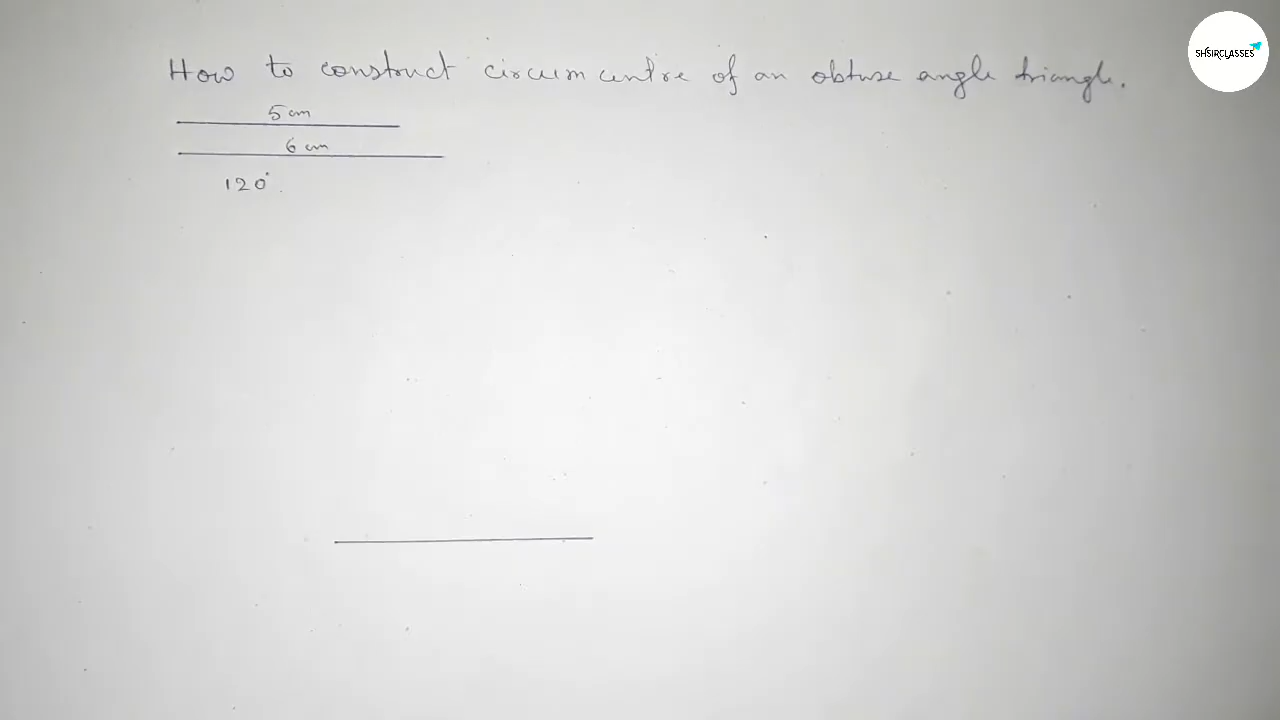 How to construct circumcentre of an obtuse angle triangle.
5 cm
6 cm
120°
SHSIRCLASSES